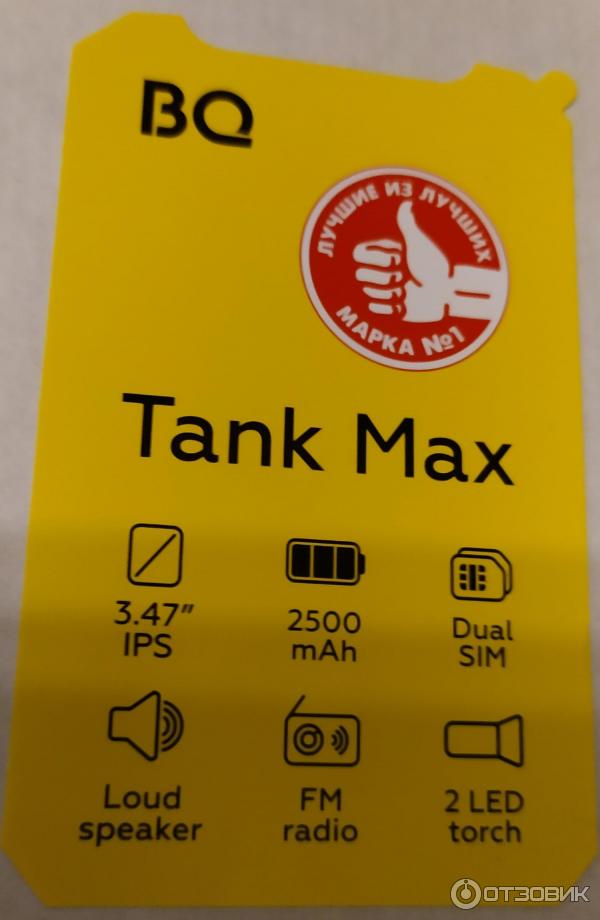 BQ
ЛУЧШИЕ ИЗ ЛУЧШИХ
МАРКА №1
Tank Max
3.47”
IPS
2500
mAh
Dual
SIM
Loud
speaker
FM
radio
2 LED
torch
ОТЗОВИК